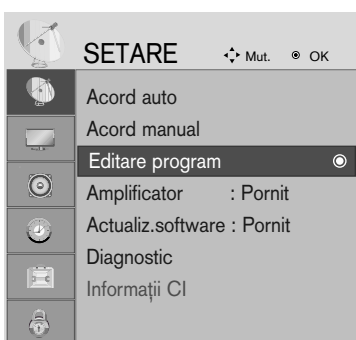 SETARE Mut. OK
Acord auto
Acord manual
Editare program
Amplificator : Pornit
Actualiz.software : Pornit
Diagnostic
Informații CI